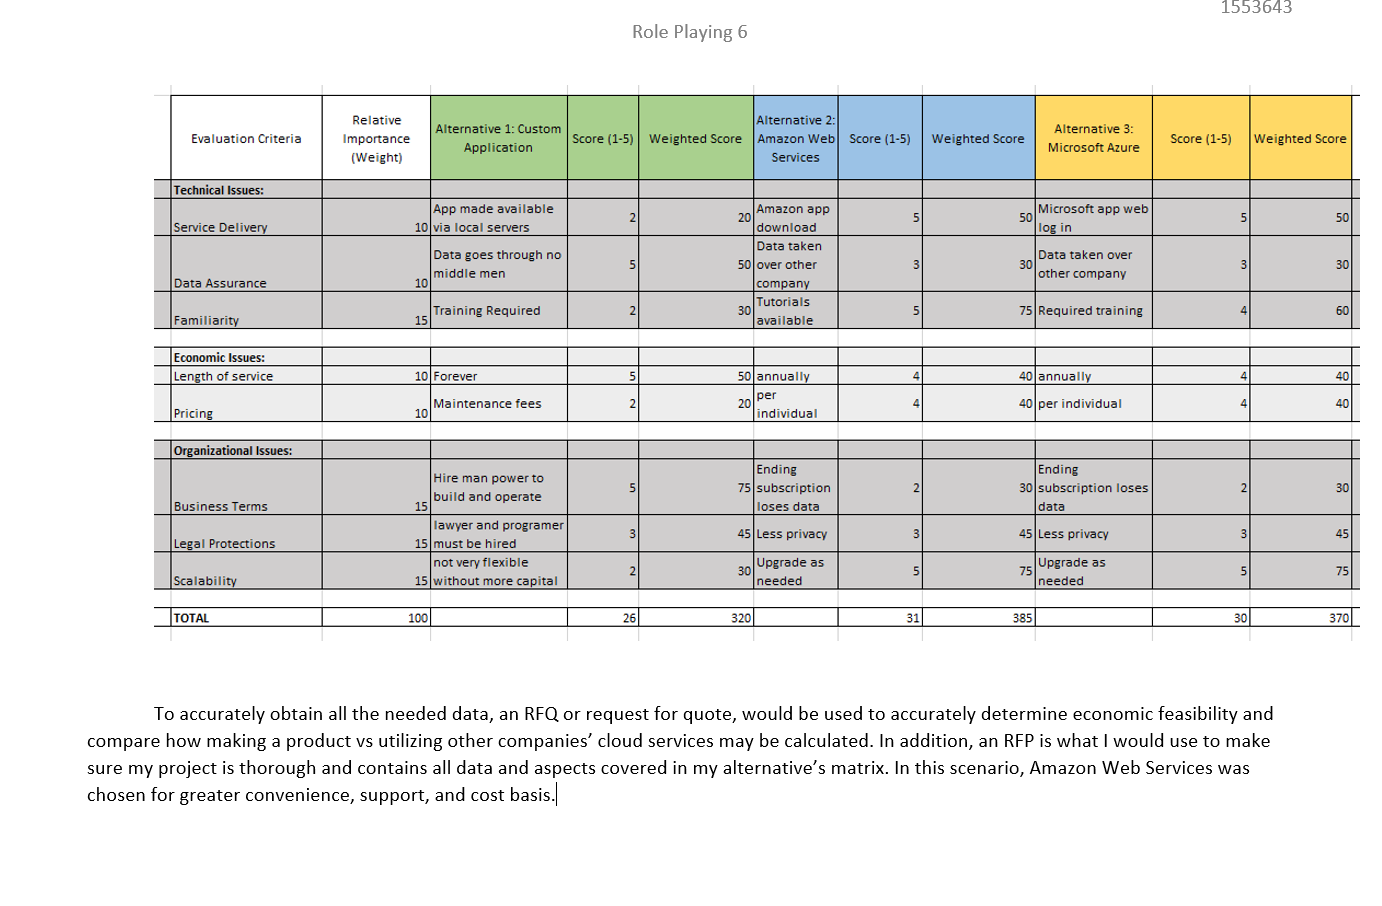 1553643
Role Playing 6
Evaluation Criteria | Relative Importance (Weight) | Alternative 1: Custom Application | Score (1-5) | Weighted Score | Alternative 2: Amazon Web Services | Score (1-5) | Weighted Score | Alternative 3: Microsoft Azure | Score (1-5) | Weighted Score
Technical Issues:
Service Delivery | 10 | App made available via local servers | 2 | 20 | Amazon app download | 5 | 50 | Microsoft app web log in | 5 | 50
Data Assurance | 10 | Data goes through no middle men | 5 | 50 | Data taken over other company | 3 | 30 | Data taken over other company | 3 | 30
Familiarity | 15 | Training Required | 2 | 30 | Tutorials available | 5 | 75 | Required training | 4 | 60
Economic Issues:
Length of service | 10 | Forever | 5 | 50 | annually | 4 | 40 | annually | 4 | 40
Pricing | 10 | Maintenance fees | 2 | 20 | per individual | 4 | 40 | per individual | 4 | 40
Organizational Issues:
Business Terms | 15 | Hire man power to build and operate | 5 | 75 | Ending subscription loses data | 2 | 30 | Ending subscription loses data | 2 | 30
Legal Protections | 15 | lawyer and programer must be hired | 3 | 45 | Less privacy | 3 | 45 | Less privacy | 3 | 45
Scalability | 15 | not very flexible without more capital | 2 | 30 | Upgrade as needed | 5 | 75 | Upgrade as needed | 5 | 75
TOTAL | 100 | 26 | 320 | 31 | 385 | 30 | 370
To accurately obtain all the needed data, an RFQ or request for quote, would be used to accurately determine economic feasibility and
compare how making a product vs utilizing other companies’ cloud services may be calculated. In addition, an RFP is what I would use to make
sure my project is thorough and contains all data and aspects covered in my alternative’s matrix. In this scenario, Amazon Web Services was
chosen for greater convenience, support, and cost basis.